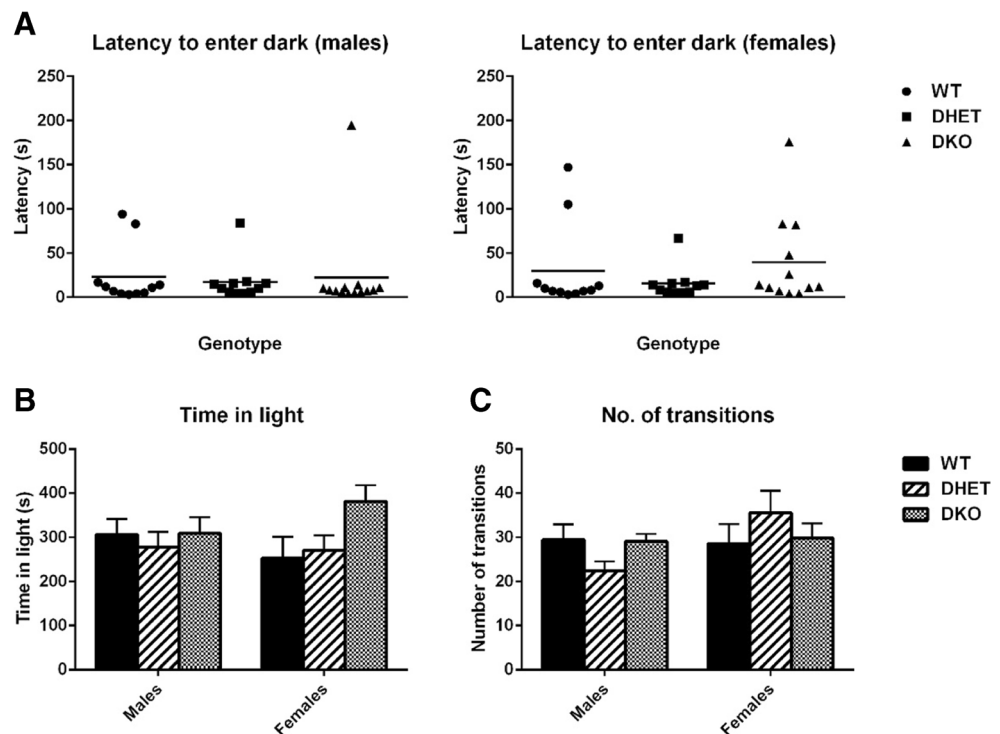 A
Latency to enter dark (males)
Latency (s)
250
200
150
100
50
0
Genotype
Latency to enter dark (females)
Latency (s)
250
200
150
100
50
0
Genotype
WT
DHET
DKO
B
Time in light
Time in light (s)
500
400
300
200
100
0
Males
Females
C
No. of transitions
Number of transitions
50
40
30
20
10
0
Males
Females
WT
DHET
DKO